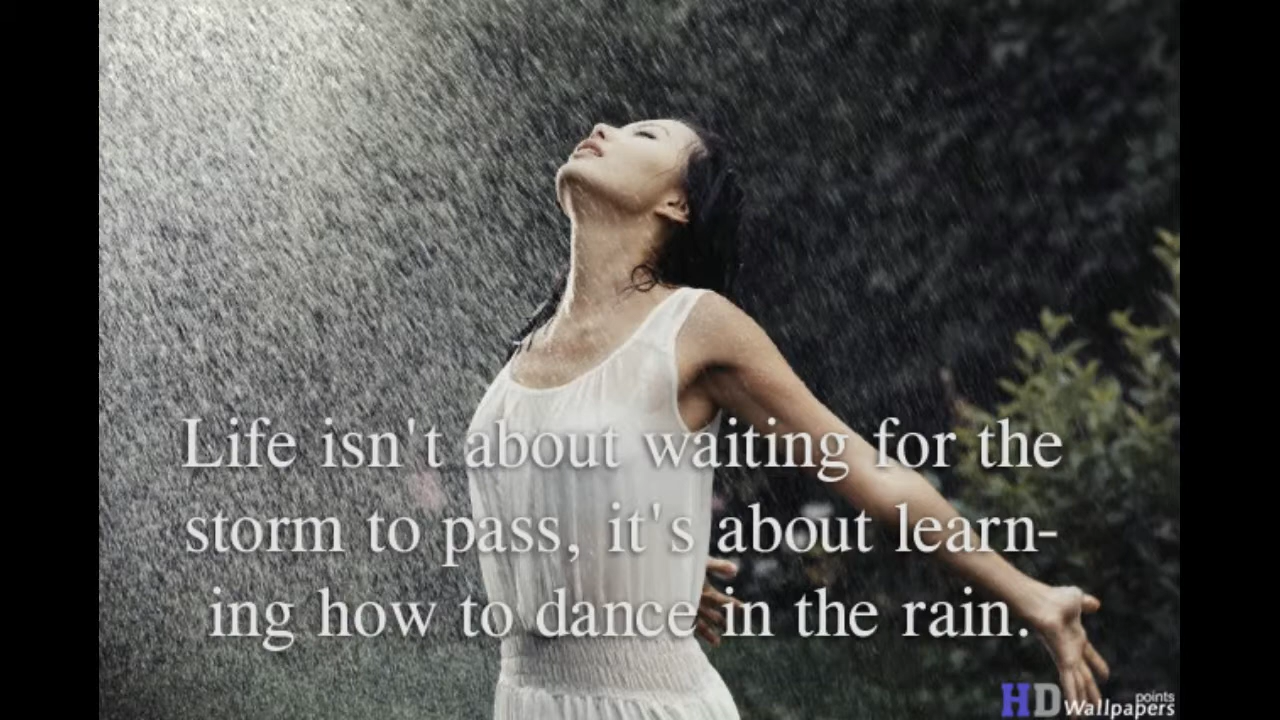 Life isn't about waiting for the
storm to pass, it's about learn-
ing how to dance in the rain.
HD points
Wallpapers